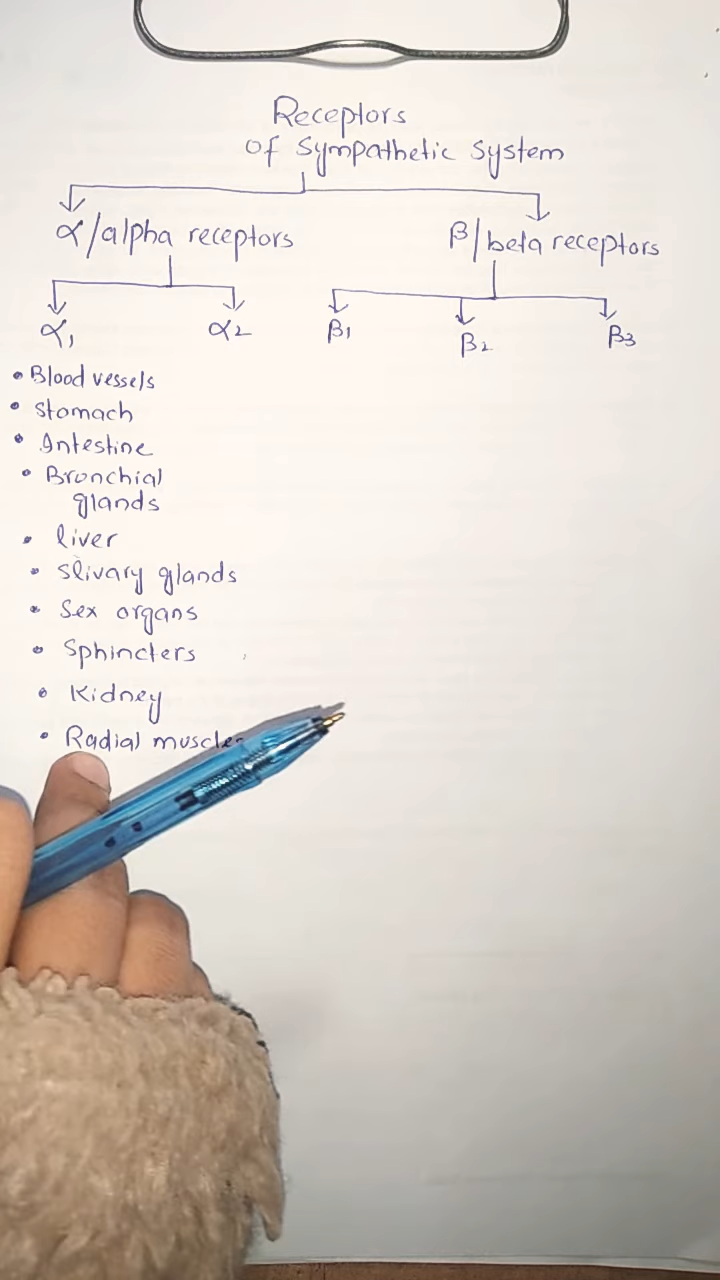 Receptors
of Sympathetic System
α/alpha receptors
β/beta receptors
α1
α2
β1
β2
β3
• Blood vessels
• Stomach
• Intestine
• Bronchial
glands
• liver
• Slivary glands
• Sex organs
• Sphincters
• Kidney
• Radial muscles